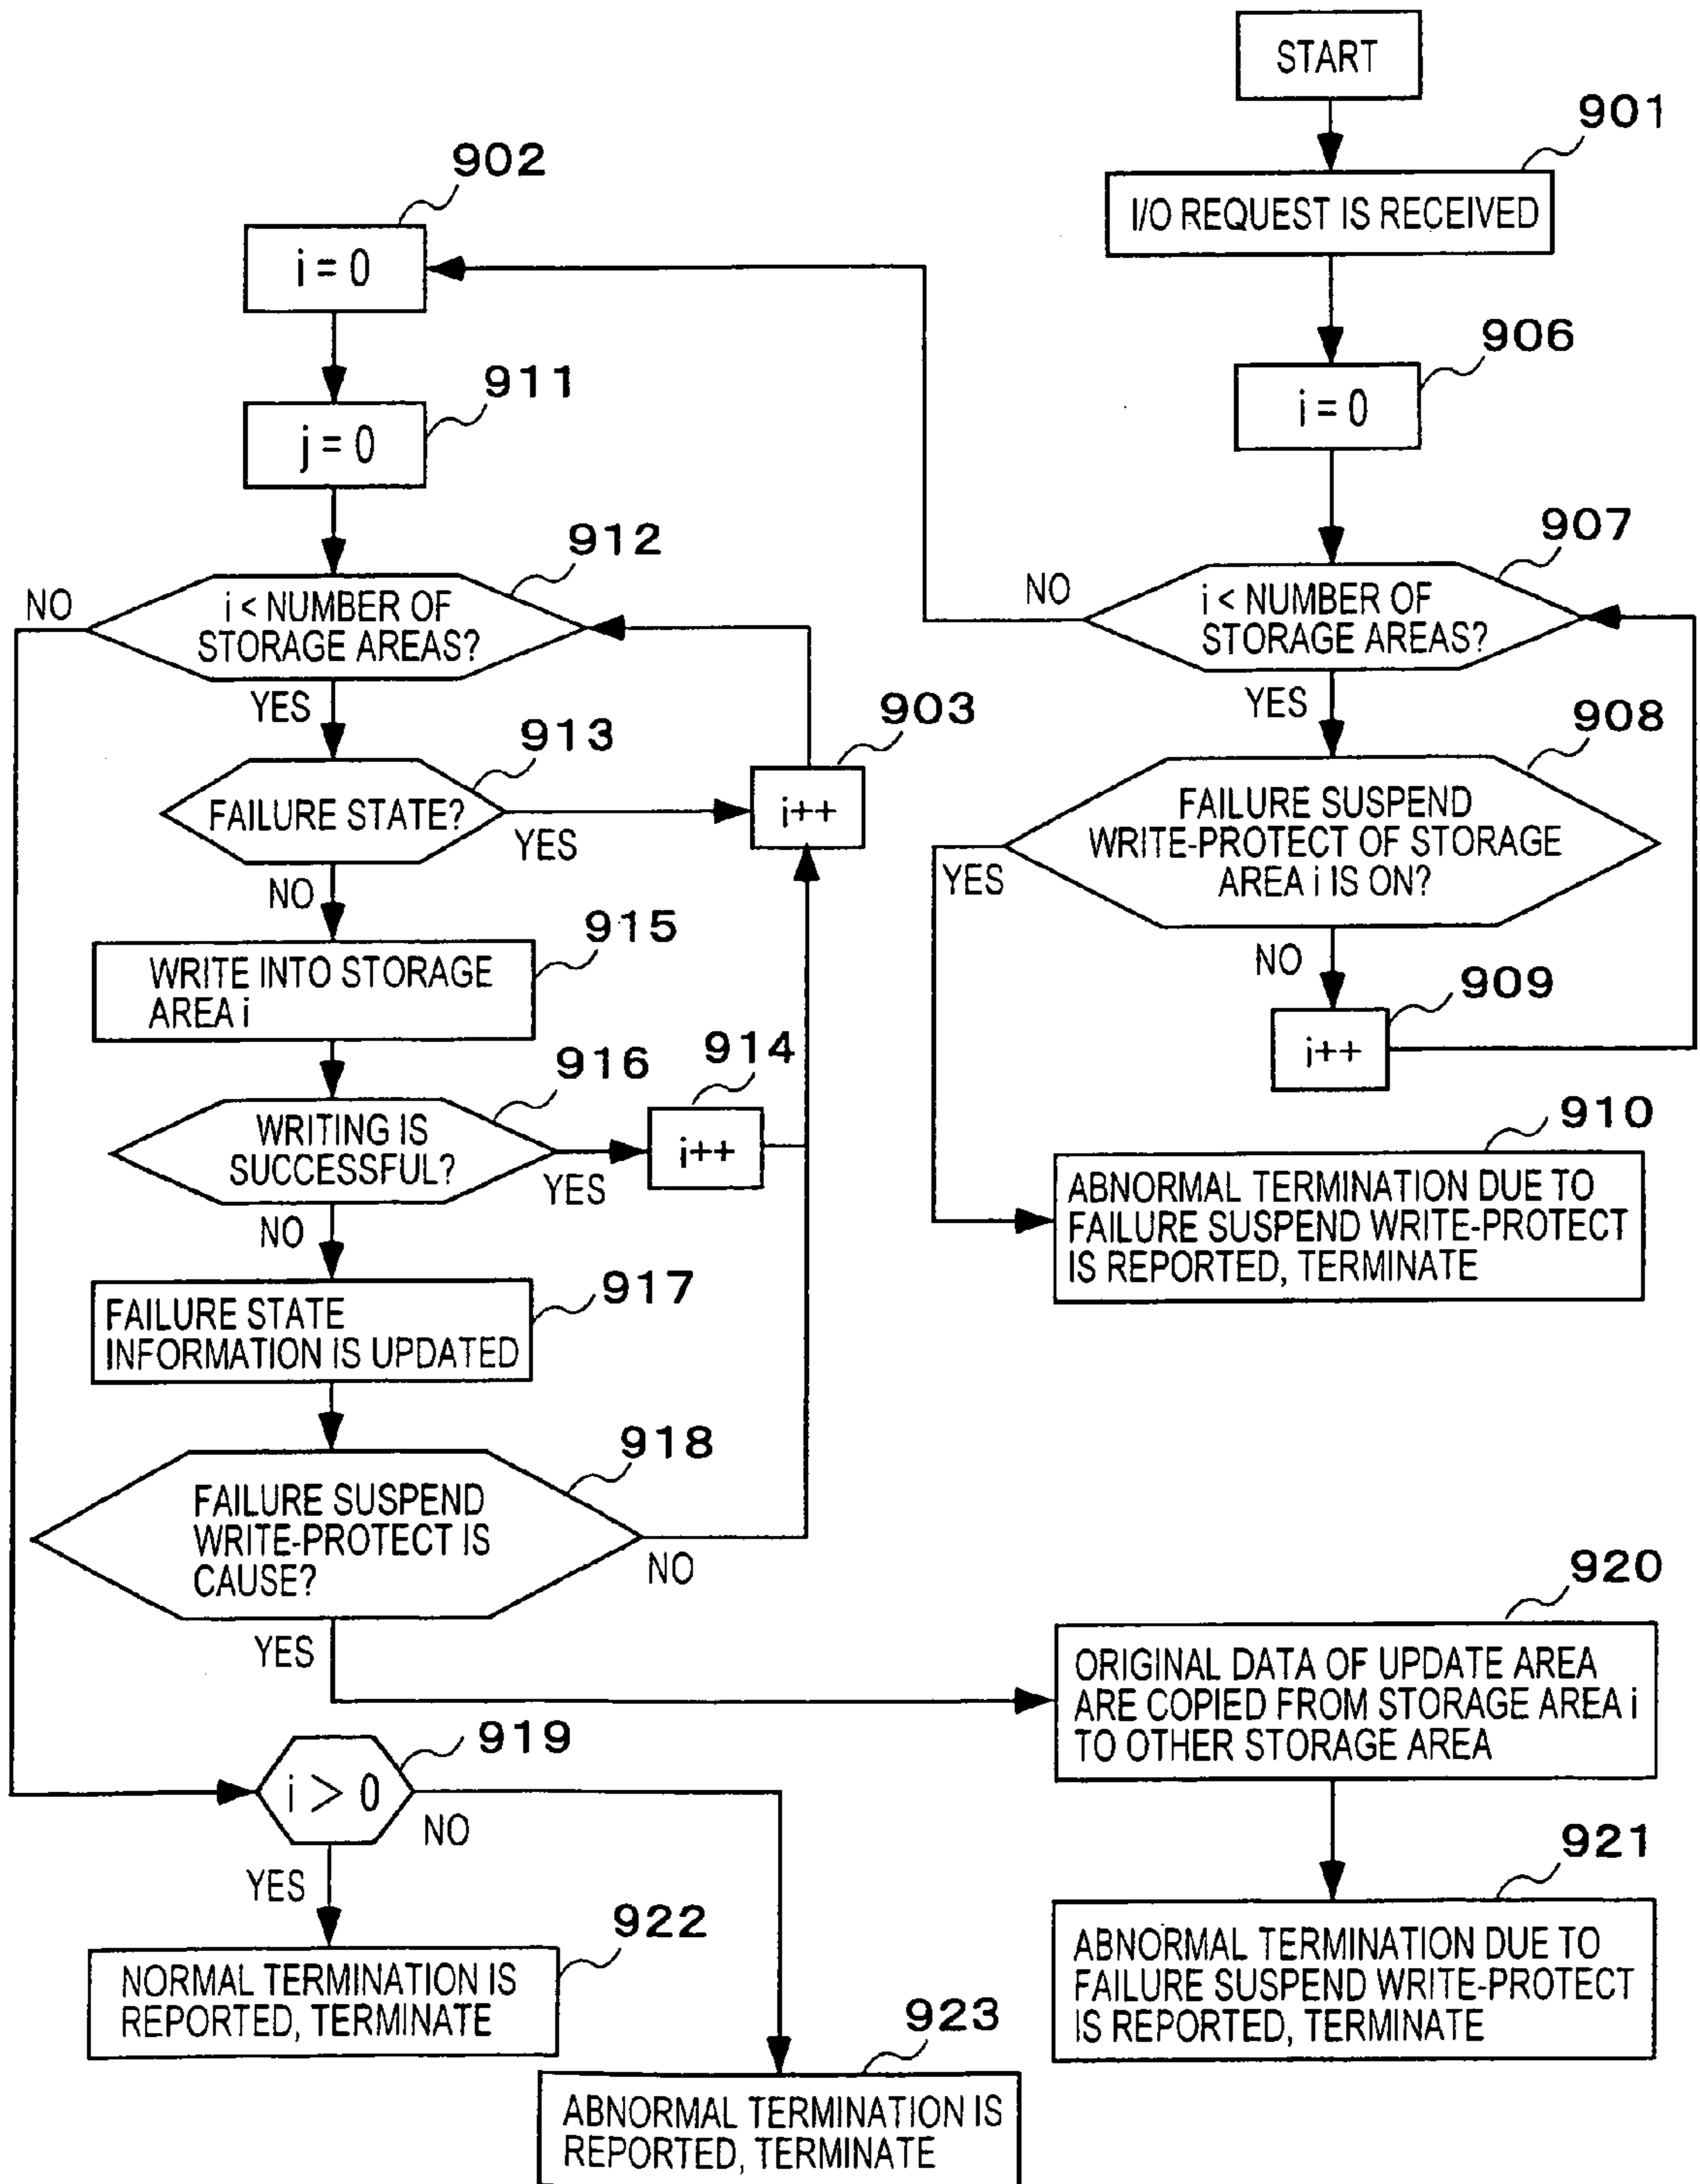 START
901
I/O REQUEST IS RECEIVED
906
i = 0
907
i < NUMBER OF
STORAGE AREAS?
NO
YES
908
FAILURE SUSPEND
WRITE-PROTECT OF STORAGE
AREA i IS ON?
YES
NO
909
i++
910
ABNORMAL TERMINATION DUE TO
FAILURE SUSPEND WRITE-PROTECT
IS REPORTED, TERMINATE
902
i = 0
911
j = 0
912
i < NUMBER OF
STORAGE AREAS?
NO
YES
903
i++
913
FAILURE STATE?
YES
NO
915
WRITE INTO STORAGE
AREA i
916
WRITING IS
SUCCESSFUL?
YES
914
i++
NO
917
FAILURE STATE
INFORMATION IS UPDATED
918
FAILURE SUSPEND
WRITE-PROTECT IS
CAUSE?
NO
YES
920
ORIGINAL DATA OF UPDATE AREA
ARE COPIED FROM STORAGE AREA i
TO OTHER STORAGE AREA
921
ABNORMAL TERMINATION DUE TO
FAILURE SUSPEND WRITE-PROTECT
IS REPORTED, TERMINATE
919
i > 0
NO
YES
922
NORMAL TERMINATION IS
REPORTED, TERMINATE
923
ABNORMAL TERMINATION IS
REPORTED, TERMINATE